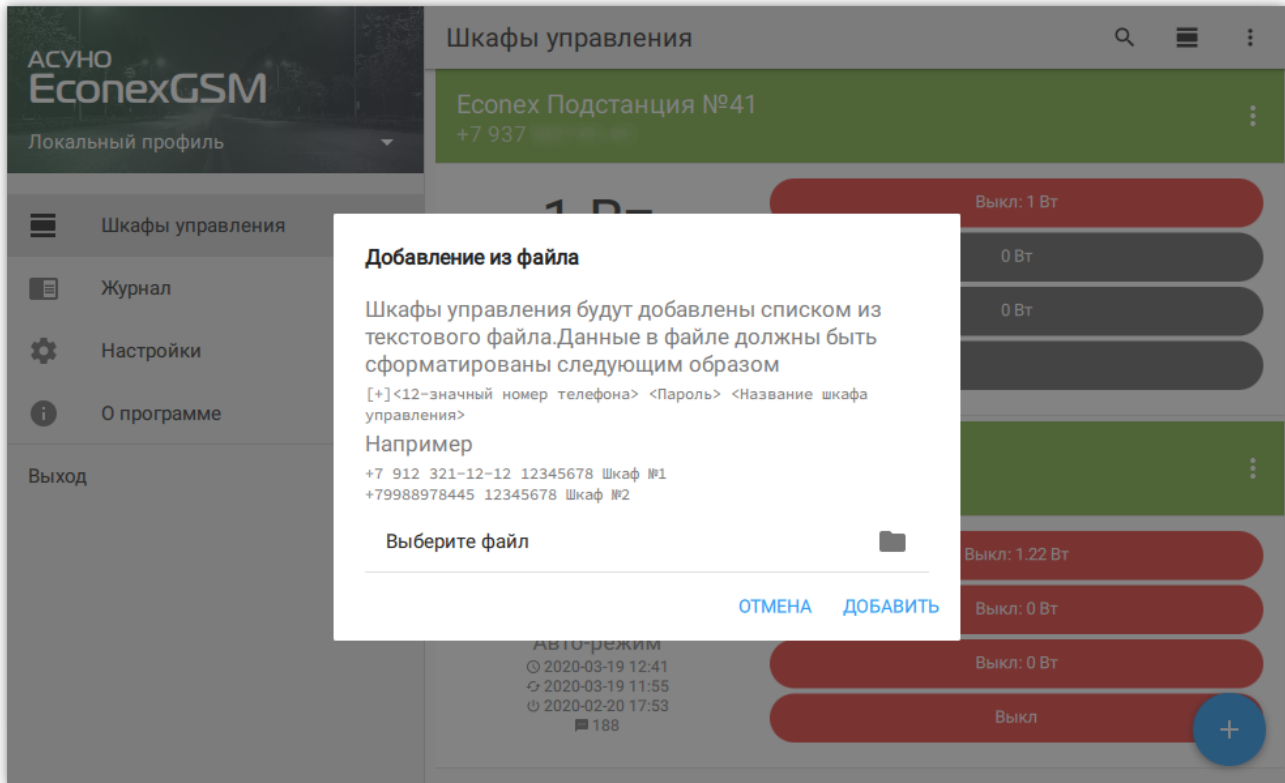 АСУНО
EconexGSM
Локальный профиль
Шкафы управления
Журнал
Настройки
О программе
Выход
Шкафы управления
Econex Подстанция №41
+7 937
1 Вт
Выкл: 1 Вт
0 Вт
0 Вт
Добавление из файла
Шкафы управления будут добавлены списком из
текстового файла.Данные в файле должны быть
сформатированы следующим образом
[+]<12-значный номер телефона> <Пароль> <Название шкафа
управления>
Например
+7 912 321-12-12 12345678 Шкаф №1
+79988978445 12345678 Шкаф №2
Выберите файл
ОТМЕНА ДОБАВИТЬ
Выкл: 1.22 Вт
Выкл: 0 Вт
Выкл: 0 Вт
Выкл
Авто-режим
2020-03-19 12:41
2020-03-19 11:55
2020-02-20 17:53
188